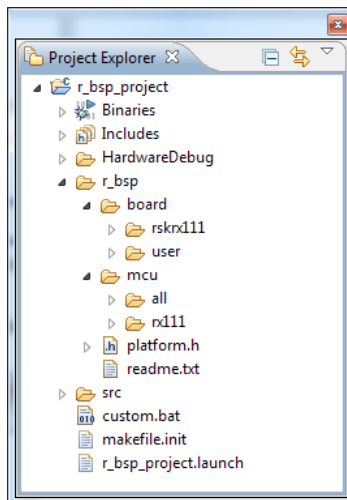 Project Explorer
r_bsp_project
Binaries
Includes
HardwareDebug
r_bsp
board
rskrx111
user
mcu
all
rx111
platform.h
readme.txt
src
custom.bat
makefile.init
r_bsp_project.launch